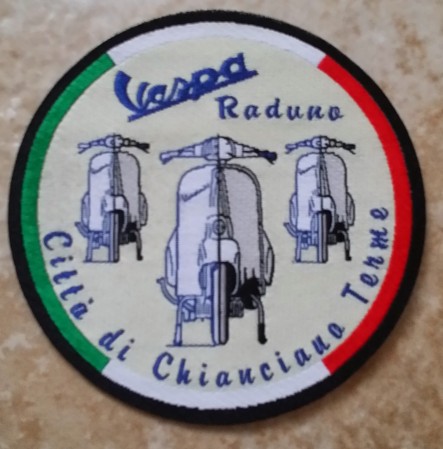 Vespa
Raduno
Città di Chianciano Terme